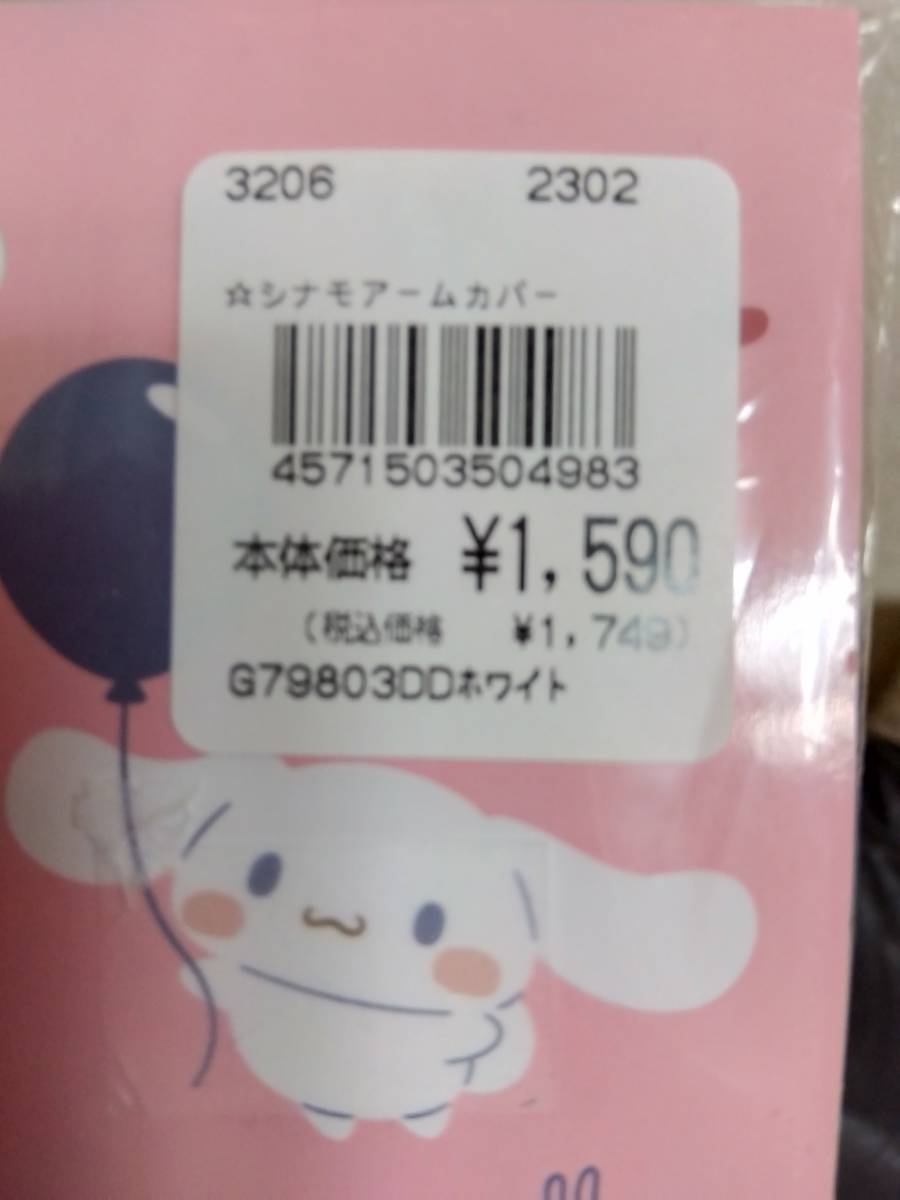 3206 2302
☆シナモアームカバー
4571503504983
本体価格 ¥1,590
(税込価格 ¥1,749)
G79803DDホワイト